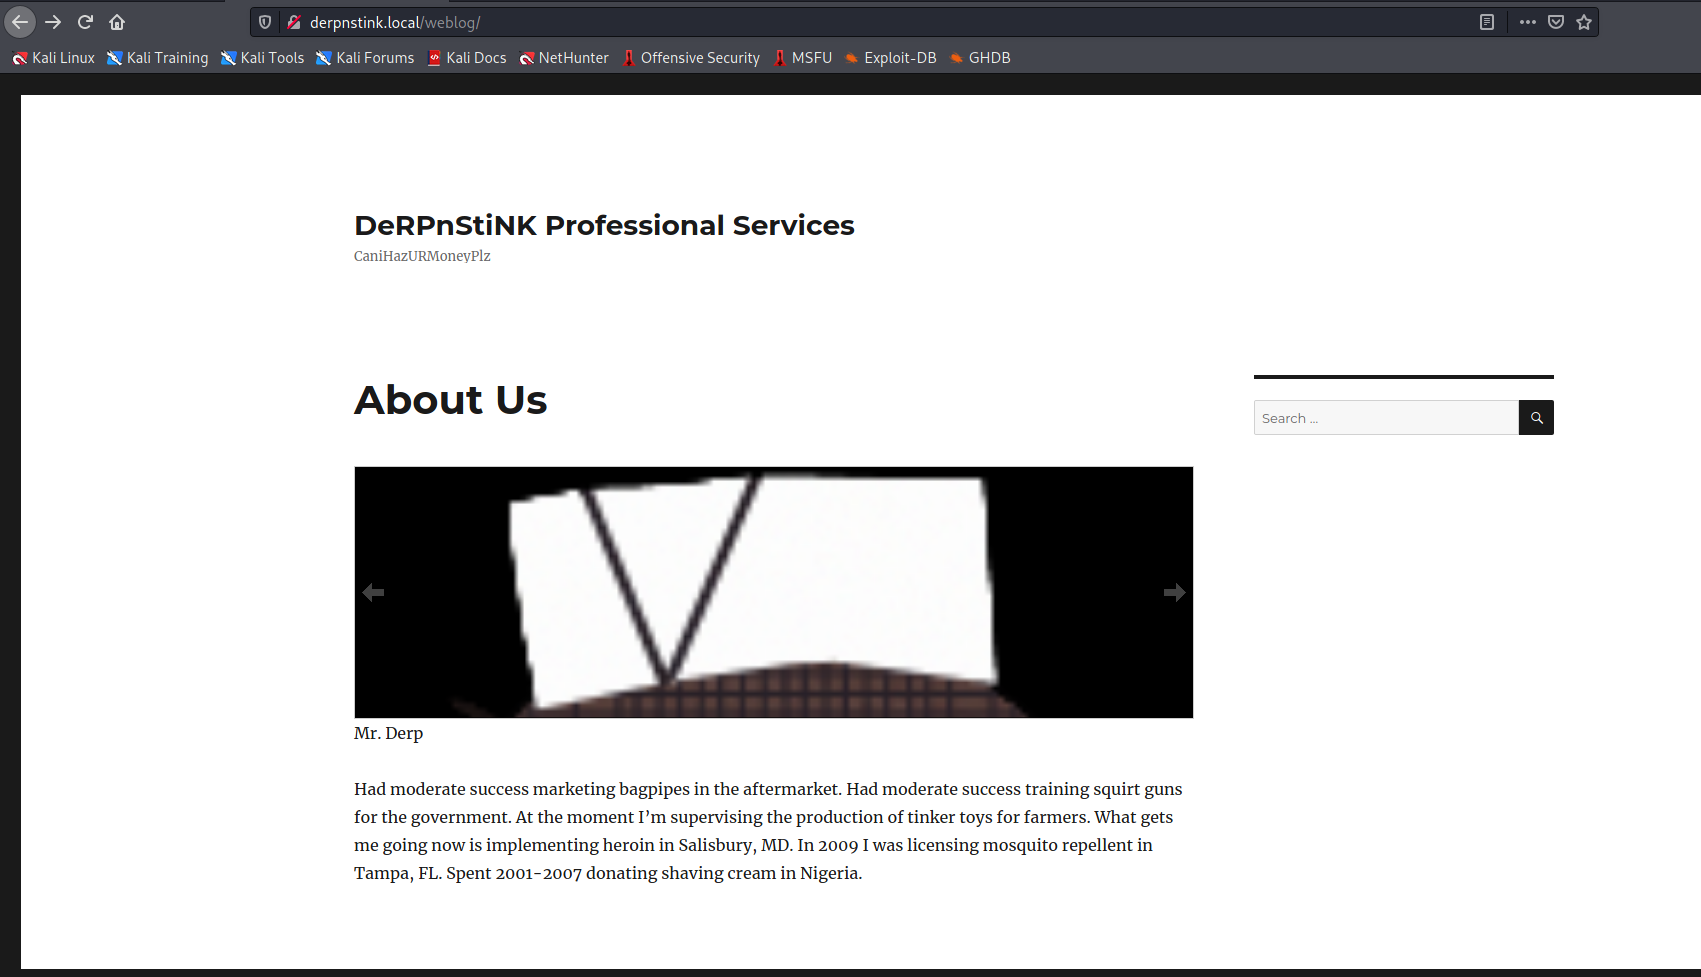 derpnstink.local/weblog/
Kali Linux Kali Training Kali Tools Kali Forums Kali Docs NetHunter Offensive Security MSFU Exploit-DB GHDB
DeRPnStiNK Professional Services
CaniHazURMoneyPlz
About Us
Search ...
Mr. Derp
Had moderate success marketing bagpipes in the aftermarket. Had moderate success training squirt guns
for the government. At the moment I’m supervising the production of tinker toys for farmers. What gets
me going now is implementing heroin in Salisbury, MD. In 2009 I was licensing mosquito repellent in
Tampa, FL. Spent 2001-2007 donating shaving cream in Nigeria.